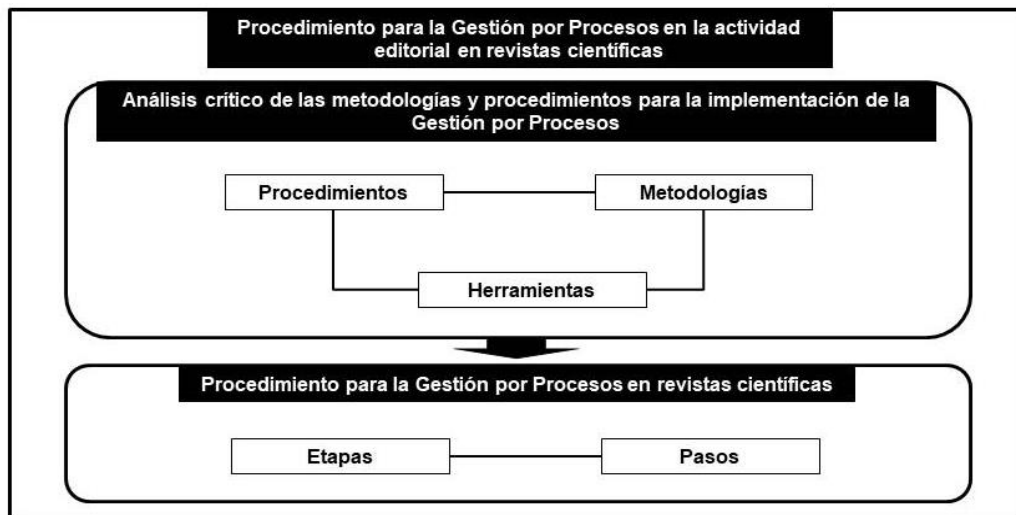 Procedimiento para la Gestión por Procesos en la actividad
editorial en revistas científicas
Análisis crítico de las metodologías y procedimientos para la implementación de la
Gestión por Procesos
Procedimientos
Metodologías
Herramientas
Procedimiento para la Gestión por Procesos en revistas científicas
Etapas
Pasos